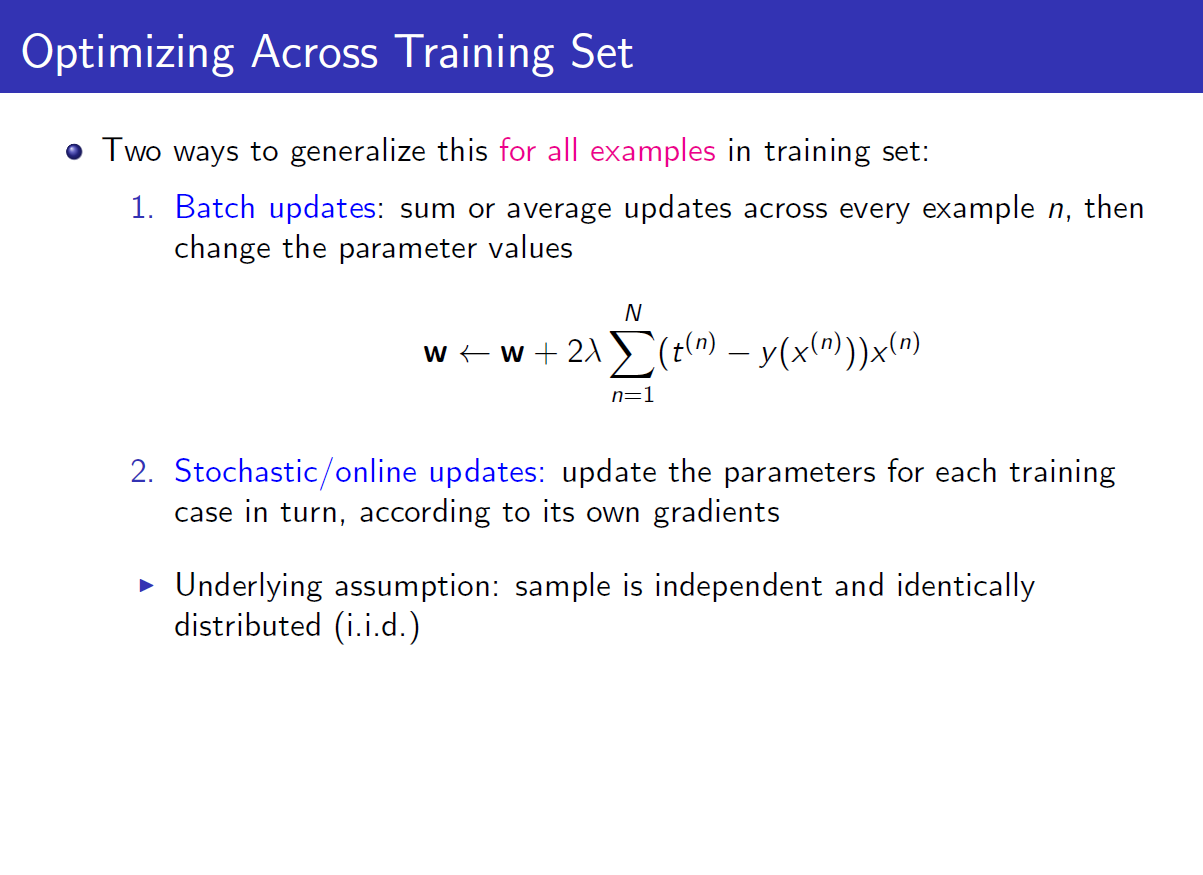 Optimizing Across Training Set
Two ways to generalize this for all examples in training set:
1. Batch updates: sum or average updates across every example n, then
change the parameter values
w ← w + 2λ ∑_{n=1}^{N} (t^{(n)} − y(x^{(n)}))x^{(n)}
2. Stochastic/online updates: update the parameters for each training
case in turn, according to its own gradients
▶ Underlying assumption: sample is independent and identically
distributed (i.i.d.)